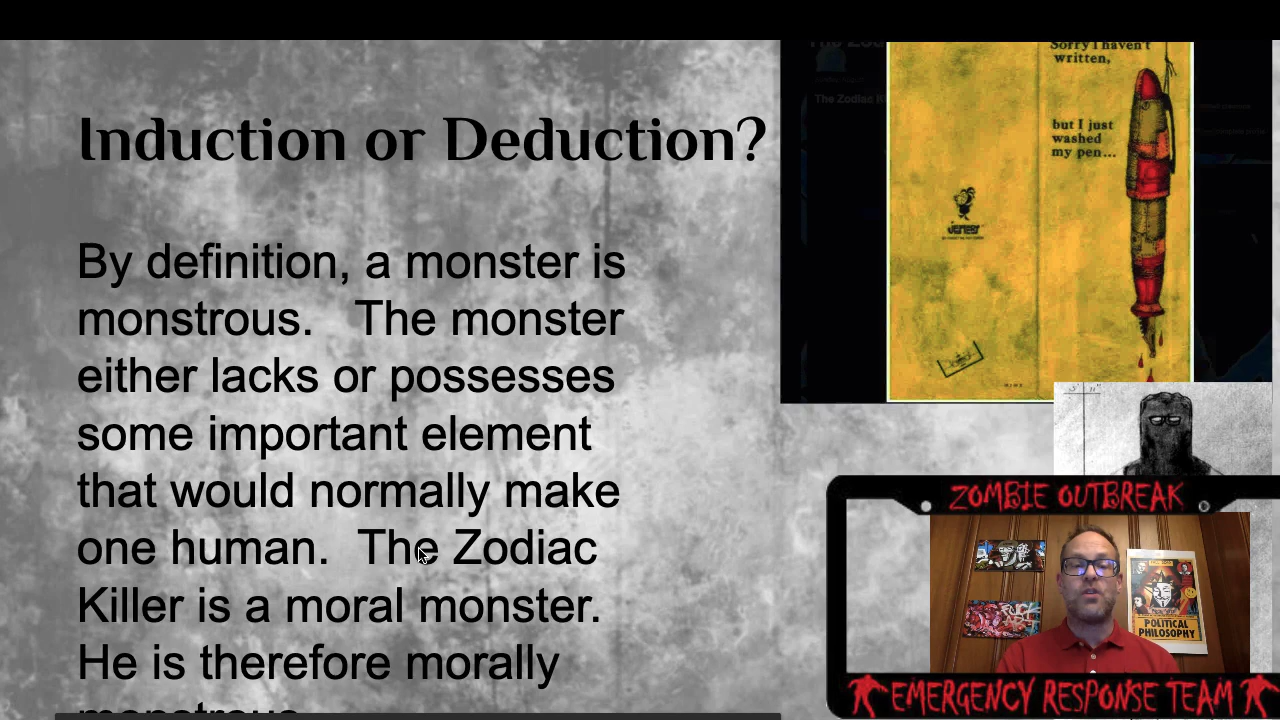 Induction or Deduction?
By definition, a monster is
monstrous. The monster
either lacks or possesses
some important element
that would normally make
one human. The Zodiac
Killer is a moral monster.
He is therefore morally
monstrous
Sorry I haven't
written,
but I just
washed
my pen...
The Zodiac K
ZOMBIE OUTBREAK
POLITICAL
PHILOSOPHY
EMERGENCY RESPONSE TEAM